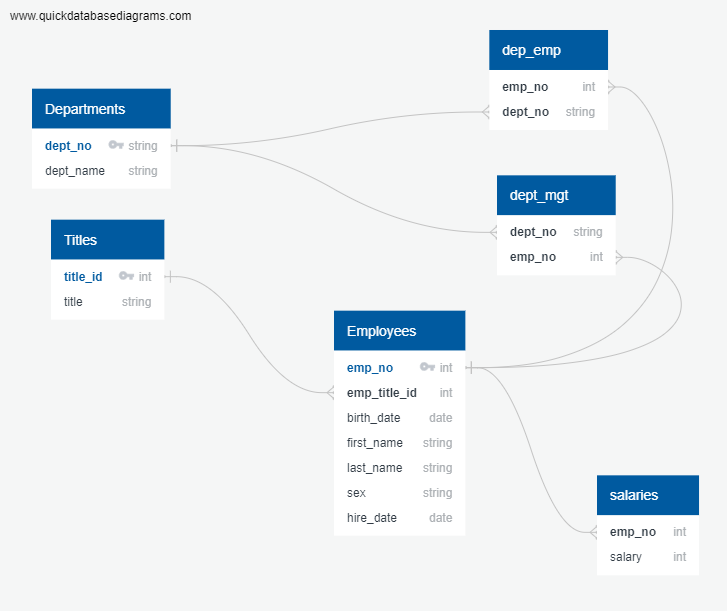 www.quickdatabasediagrams.com
Departments
dept_no string
dept_name string
Titles
title_id int
title string
dep_emp
emp_no int
dept_no string
dept_mgt
dept_no string
emp_no int
Employees
emp_no int
emp_title_id int
birth_date date
first_name string
last_name string
sex string
hire_date date
salaries
emp_no int
salary int